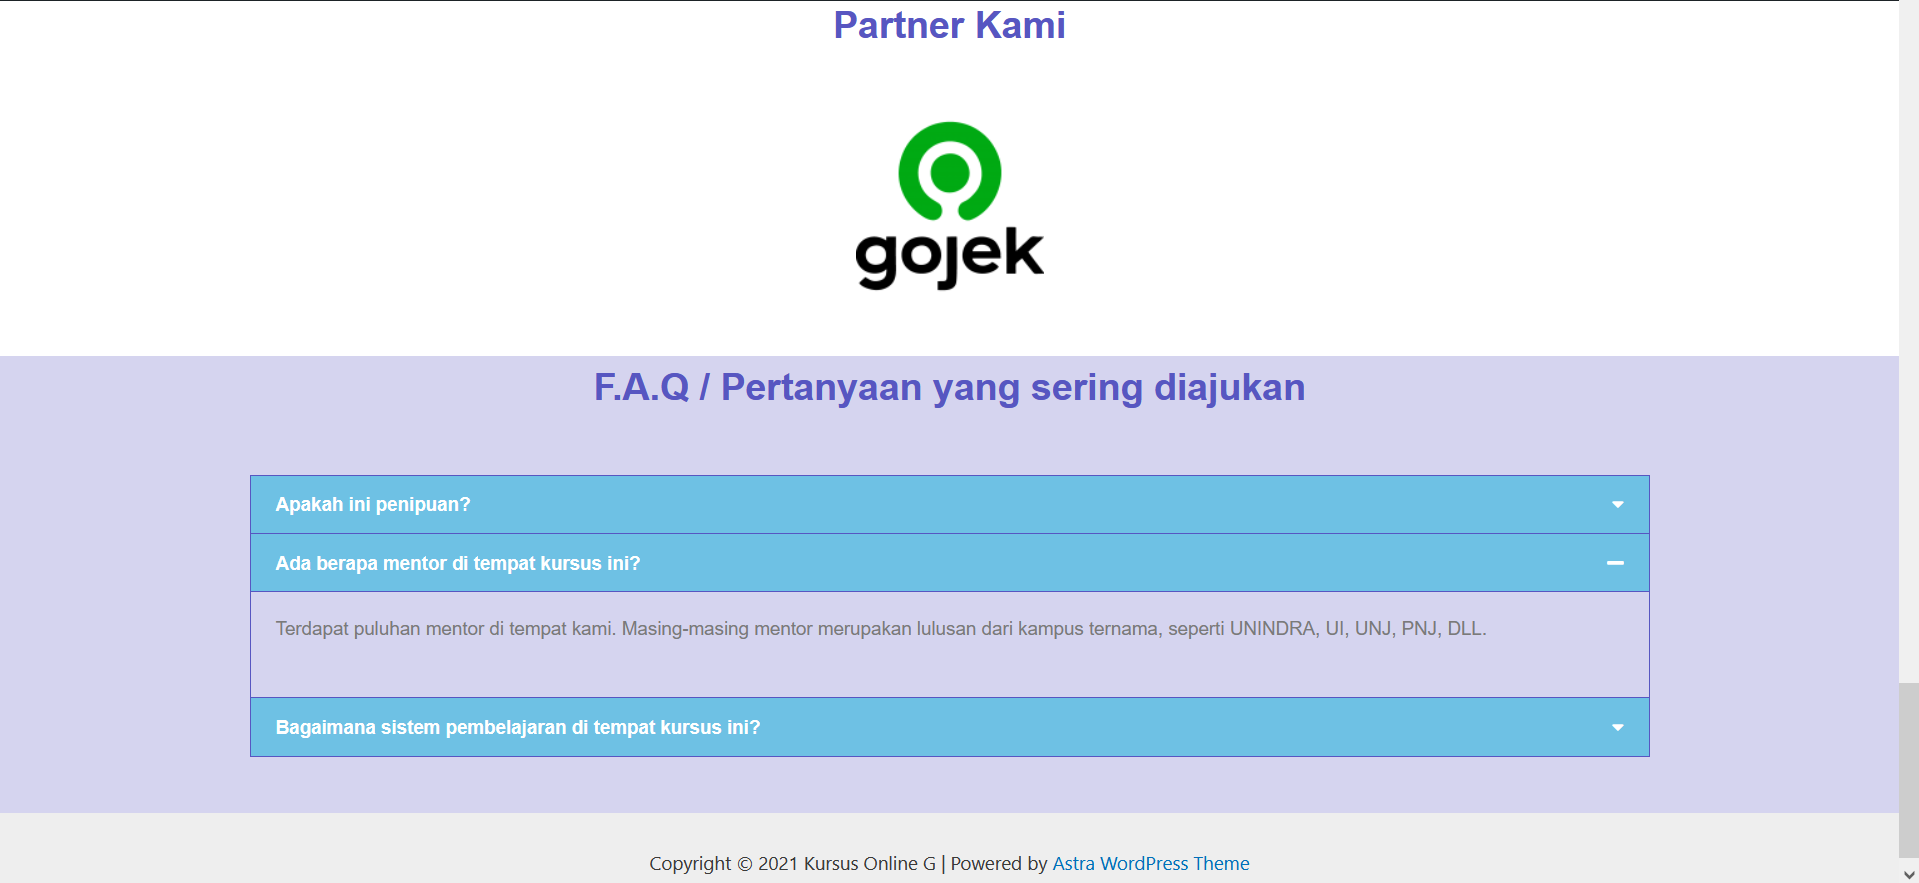 Partner Kami
gojek
F.A.Q / Pertanyaan yang sering diajukan
Apakah ini penipuan?
Ada berapa mentor di tempat kursus ini?
Terdapat puluhan mentor di tempat kami. Masing-masing mentor merupakan lulusan dari kampus ternama, seperti UNINDRA, UI, UNJ, PNJ, DLL.
Bagaimana sistem pembelajaran di tempat kursus ini?
Copyright © 2021 Kursus Online G | Powered by Astra WordPress Theme